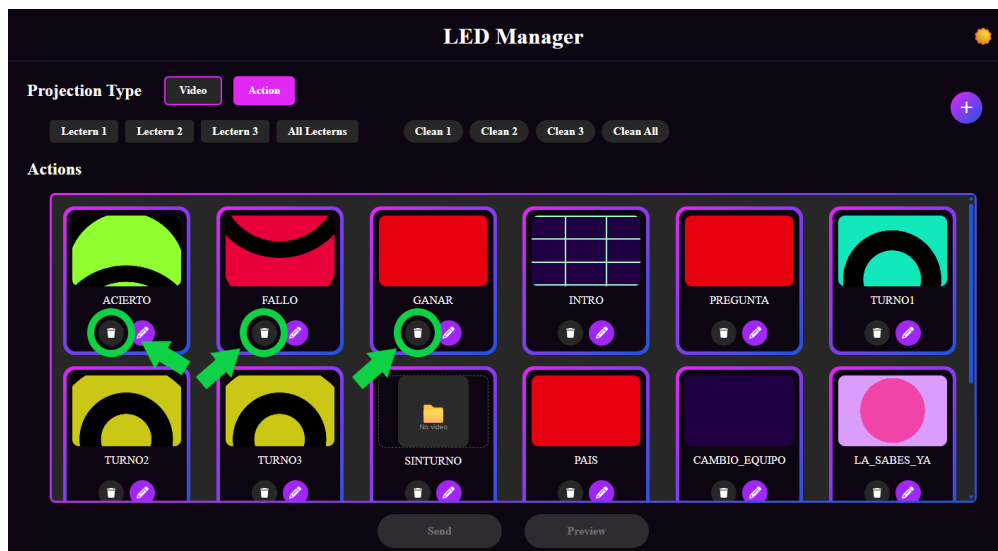 LED Manager
Projection Type Video Action
+
Lectern 1 Lectern 2 Lectern 3 All Lecterns Clean 1 Clean 2 Clean 3 Clean All
Actions
ACIERTO FALLO GANAR INTRO PREGUNTA TURNO1
No video
TURNO2 TURNO3 SINTURNO PAIS CAMBIO_EQUIPO LA_SABES_YA
Send Preview